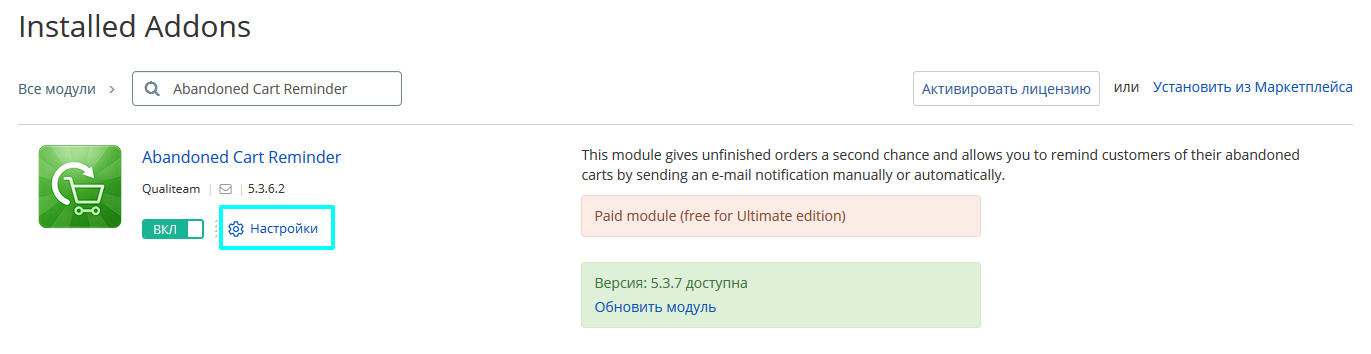 Installed Addons
Все модули > Abandoned Cart Reminder Активировать лицензию или Установить из Маркетплейса
Abandoned Cart Reminder
Qualiteam | 5.3.6.2
ВКЛ Настройки
This module gives unfinished orders a second chance and allows you to remind customers of their abandoned
carts by sending an e-mail notification manually or automatically.
Paid module (free for Ultimate edition)
Версия: 5.3.7 доступна
Обновить модуль